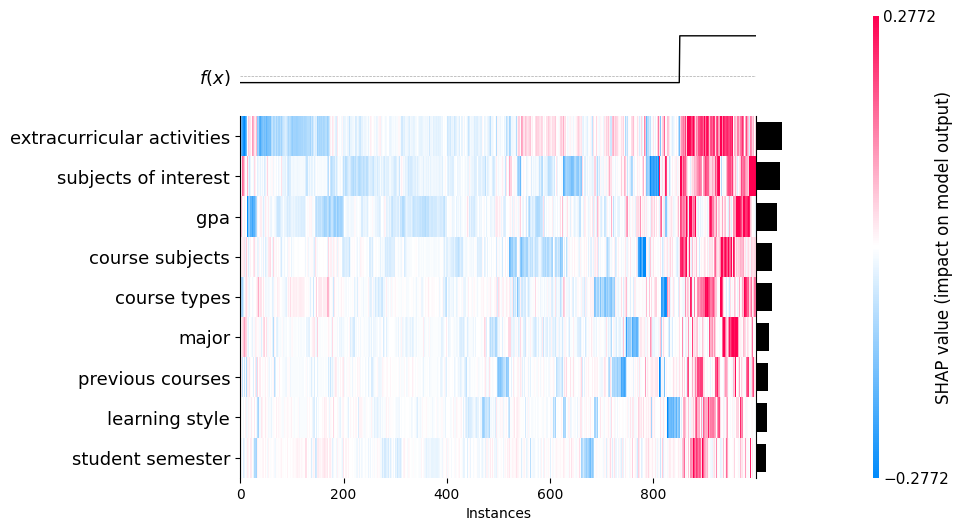 0.2772
f(x)
extracurricular activities
subjects of interest
gpa
course subjects
course types
major
previous courses
learning style
student semester
SHAP value (impact on model output)
−0.2772
0 200 400 600 800
Instances